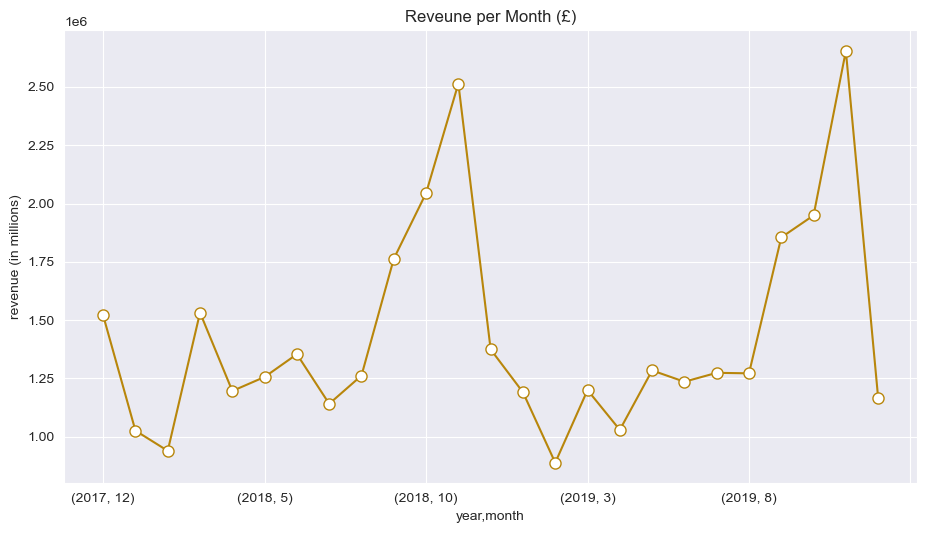 Reveune per Month (£)
1e6
2.50
2.25
2.00
1.75
1.50
1.25
1.00
revenue (in millions)
(2017, 12) (2018, 5) (2018, 10) (2019, 3) (2019, 8)
year,month